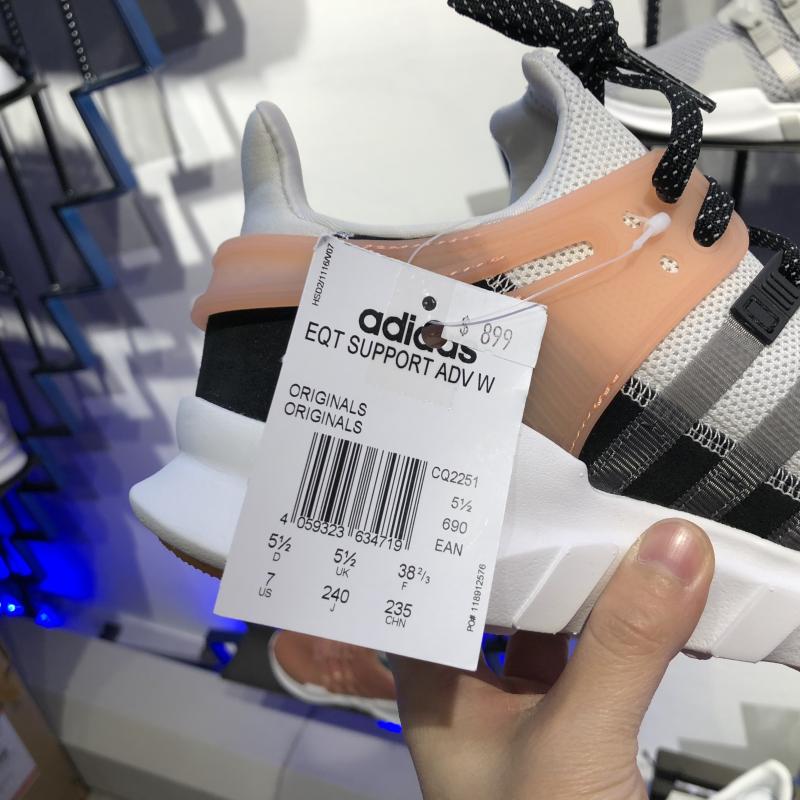 HSD2/1116/V07
adidas
$ 899
EQT SUPPORT ADV W
ORIGINALS
ORIGINALS
CQ2251
5½
690
EAN
4 059323 634719
5½ 5½ 38 2/3
D UK F
7 240 235
US J CHN
PO# 118912576